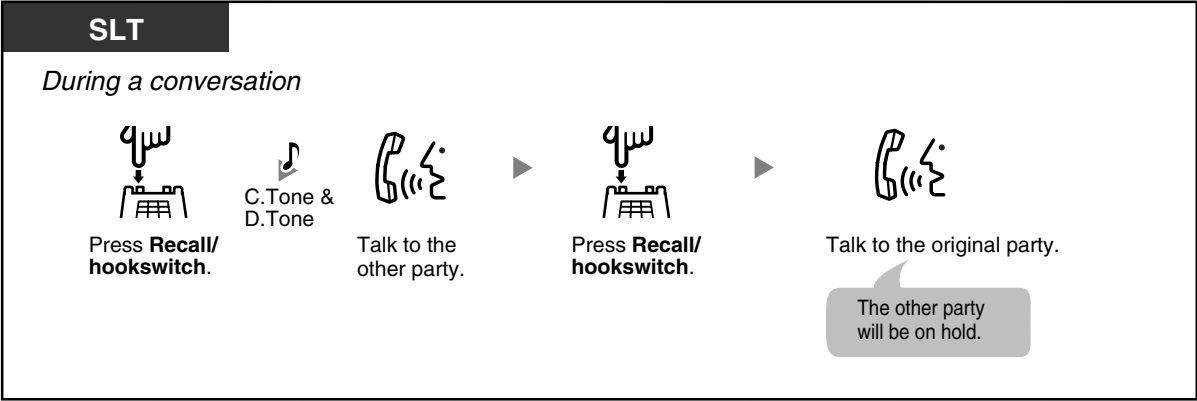 SLT
During a conversation
C.Tone &
D.Tone
Press Recall/
hookswitch.
Talk to the
other party.
Press Recall/
hookswitch.
Talk to the original party.
The other party
will be on hold.